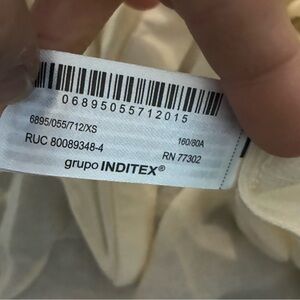 06895055712015
6895/055/712/XS
160/80A
RUC 80089348-4
RN 77302
grupo INDITEX®